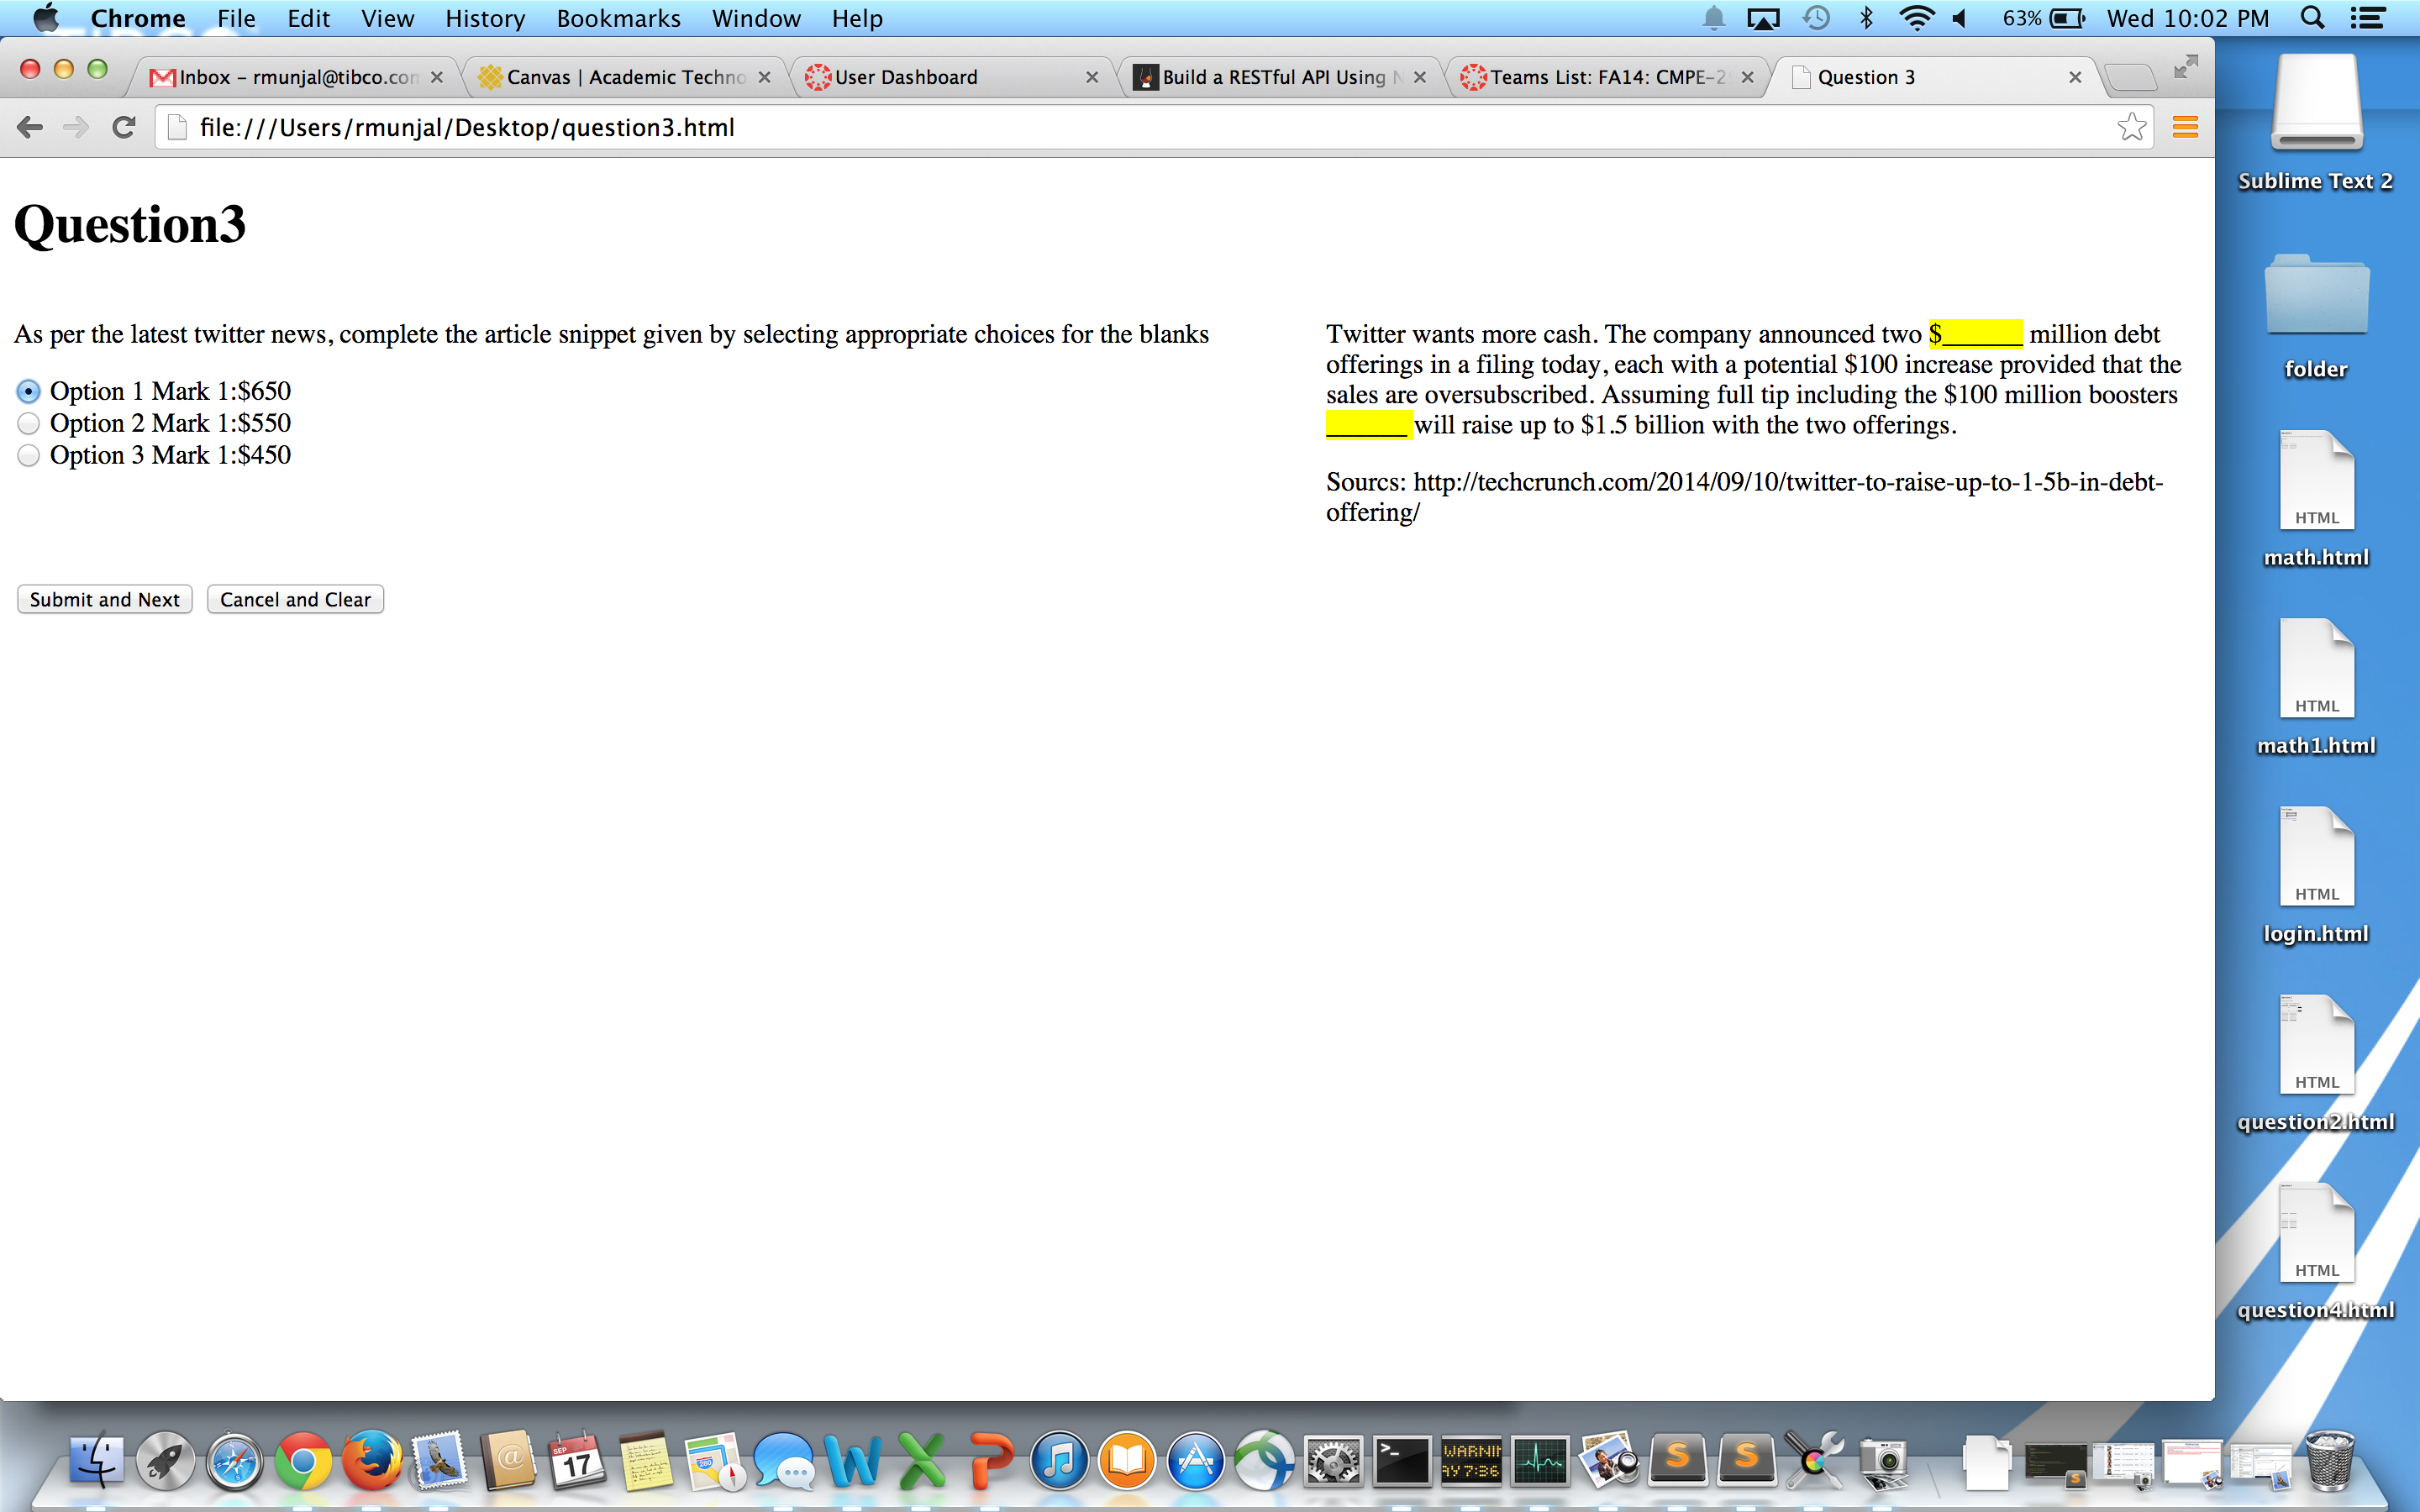 Chrome File Edit View History Bookmarks Window Help 63% Wed 10:02 PM
Inbox – rmunjal@tibco.con Canvas | Academic Techno User Dashboard Build a RESTful API Using N Teams List: FA14: CMPE-2 Question 3
file:///Users/rmunjal/Desktop/question3.html
Question3
As per the latest twitter news, complete the article snippet given by selecting appropriate choices for the blanks
Option 1 Mark 1:$650
Option 2 Mark 1:$550
Option 3 Mark 1:$450
Submit and Next Cancel and Clear
Twitter wants more cash. The company announced two $______ million debt
offerings in a filing today, each with a potential $100 increase provided that the
sales are oversubscribed. Assuming full tip including the $100 million boosters
______ will raise up to $1.5 billion with the two offerings.
Sourcs: http://techcrunch.com/2014/09/10/twitter-to-raise-up-to-1-5b-in-debt-
offering/
Sublime Text 2
folder
HTML
math.html
HTML
math1.html
HTML
login.html
HTML
question2.html
HTML
question4.html
SEP
17
280
WARNIN
AY 7:36